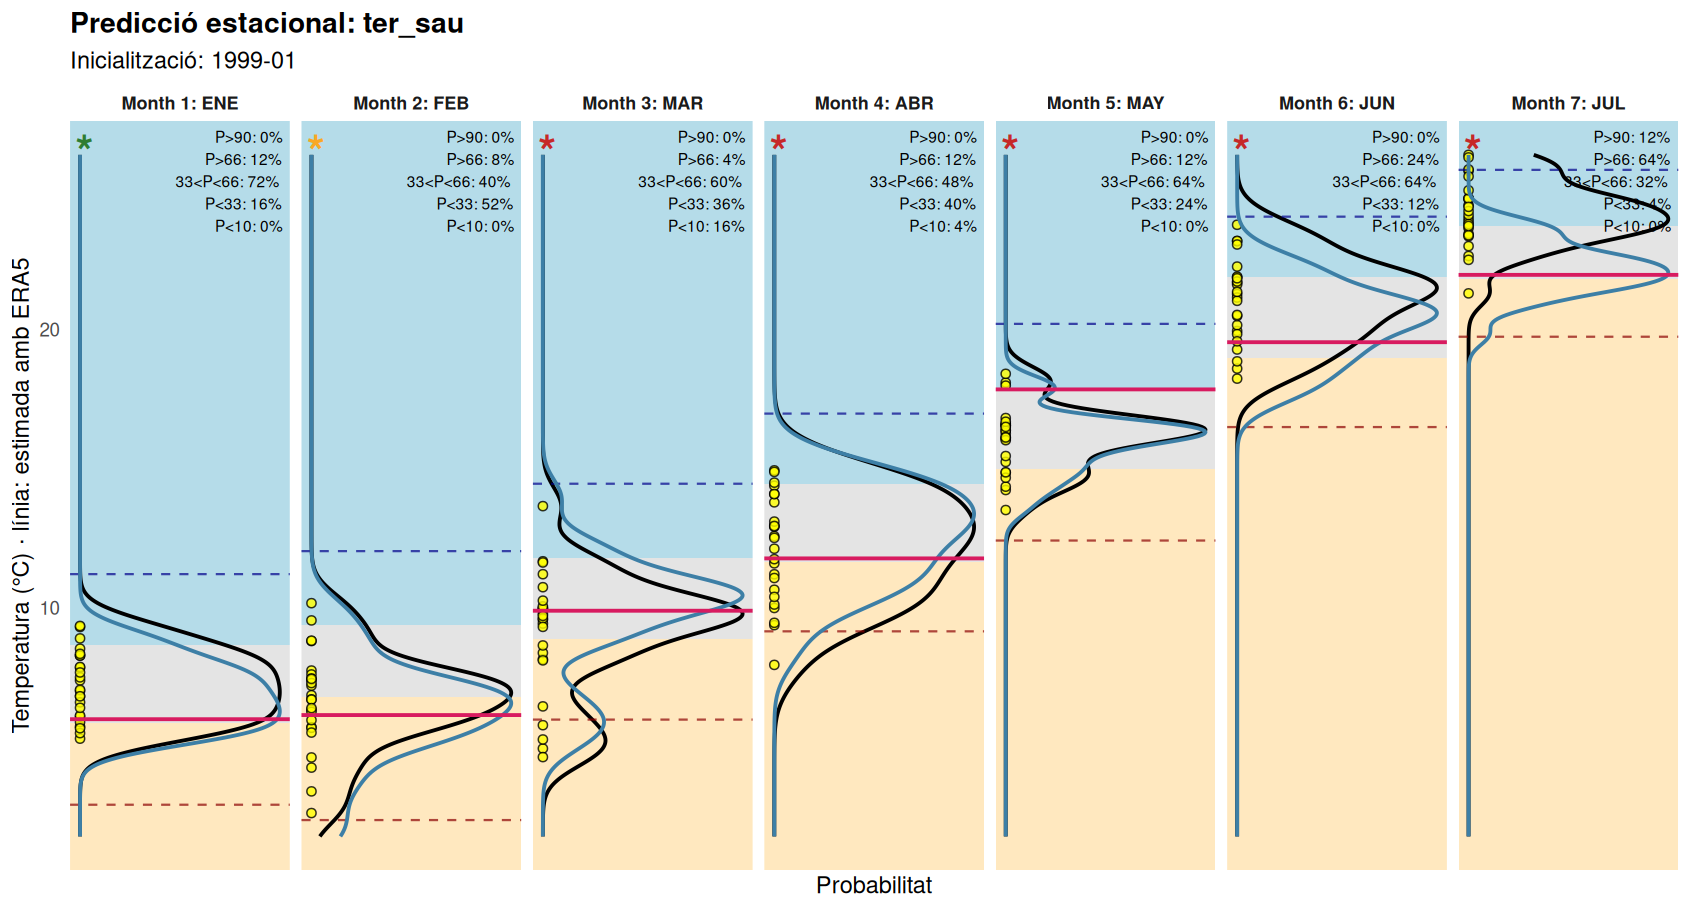 Predicció estacional: ter_sau
Inicialització: 1999-01
Month 1: ENE
Month 2: FEB
Month 3: MAR
Month 4: ABR
Month 5: MAY
Month 6: JUN
Month 7: JUL
*
P>90: 0%
P>66: 12%
33<P<66: 72%
P<33: 16%
P<10: 0%
*
P>90: 0%
P>66: 8%
33<P<66: 40%
P<33: 52%
P<10: 0%
*
P>90: 0%
P>66: 4%
33<P<66: 60%
P<33: 36%
P<10: 16%
*
P>90: 0%
P>66: 12%
33<P<66: 48%
P<33: 40%
P<10: 4%
*
P>90: 0%
P>66: 12%
33<P<66: 64%
P<33: 24%
P<10: 0%
*
P>90: 0%
P>66: 24%
33<P<66: 64%
P<33: 12%
P<10: 0%
*
P>90: 12%
P>66: 64%
33<P<66: 32%
P<33: 4%
P<10: 0%
Temperatura (°C) · línia: estimada amb ERA5
20
10
Probabilitat